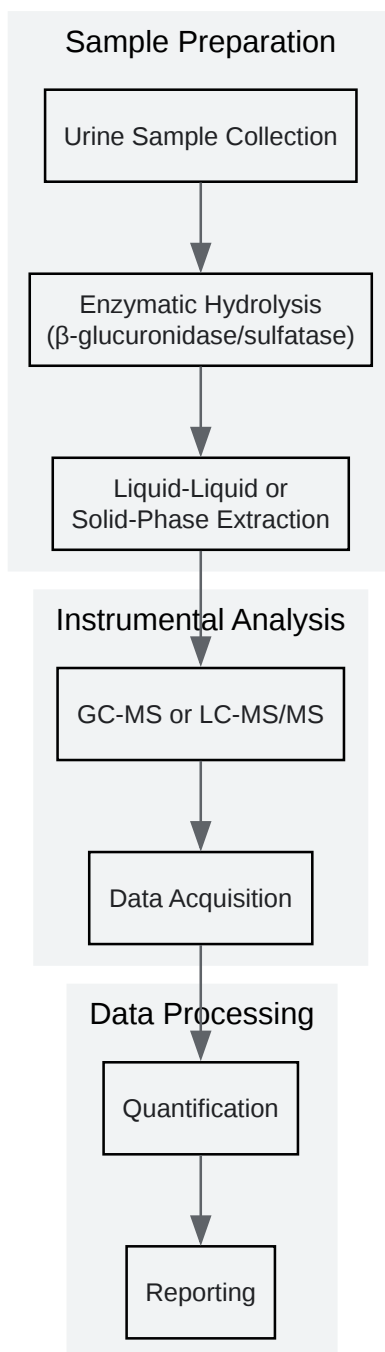 Sample Preparation
Urine Sample Collection
Enzymatic Hydrolysis
(β-glucuronidase/sulfatase)
Liquid-Liquid or
Solid-Phase Extraction
Instrumental Analysis
GC-MS or LC-MS/MS
Data Acquisition
Data Processing
Quantification
Reporting